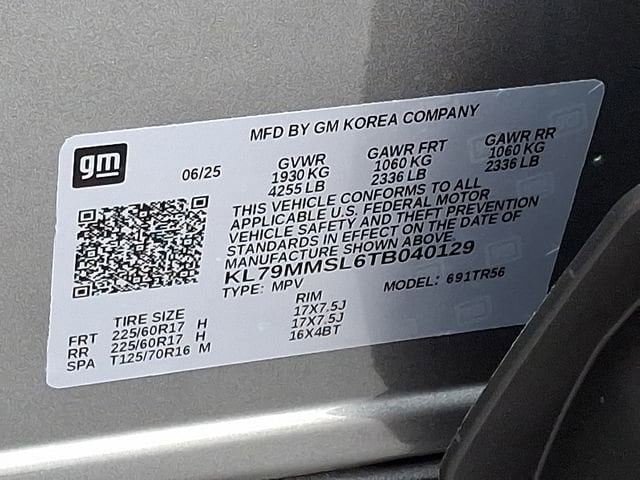 MFD BY GM KOREA COMPANY
gm
06/25
GVWR GAWR FRT GAWR RR
1930 KG 1060 KG 1060 KG
4255 LB 2336 LB 2336 LB
THIS VEHICLE CONFORMS TO ALL
APPLICABLE U.S. FEDERAL MOTOR
VEHICLE SAFETY AND THEFT PREVENTION
STANDARDS IN EFFECT ON THE DATE OF
MANUFACTURE SHOWN ABOVE.
KL79MMSL6TB040129
TYPE: MPV MODEL: 691TR56
TIRE SIZE RIM
FRT 225/60R17 H 17X7.5J
RR 225/60R17 H 17X7.5J
SPA T125/70R16 M 16X4BT